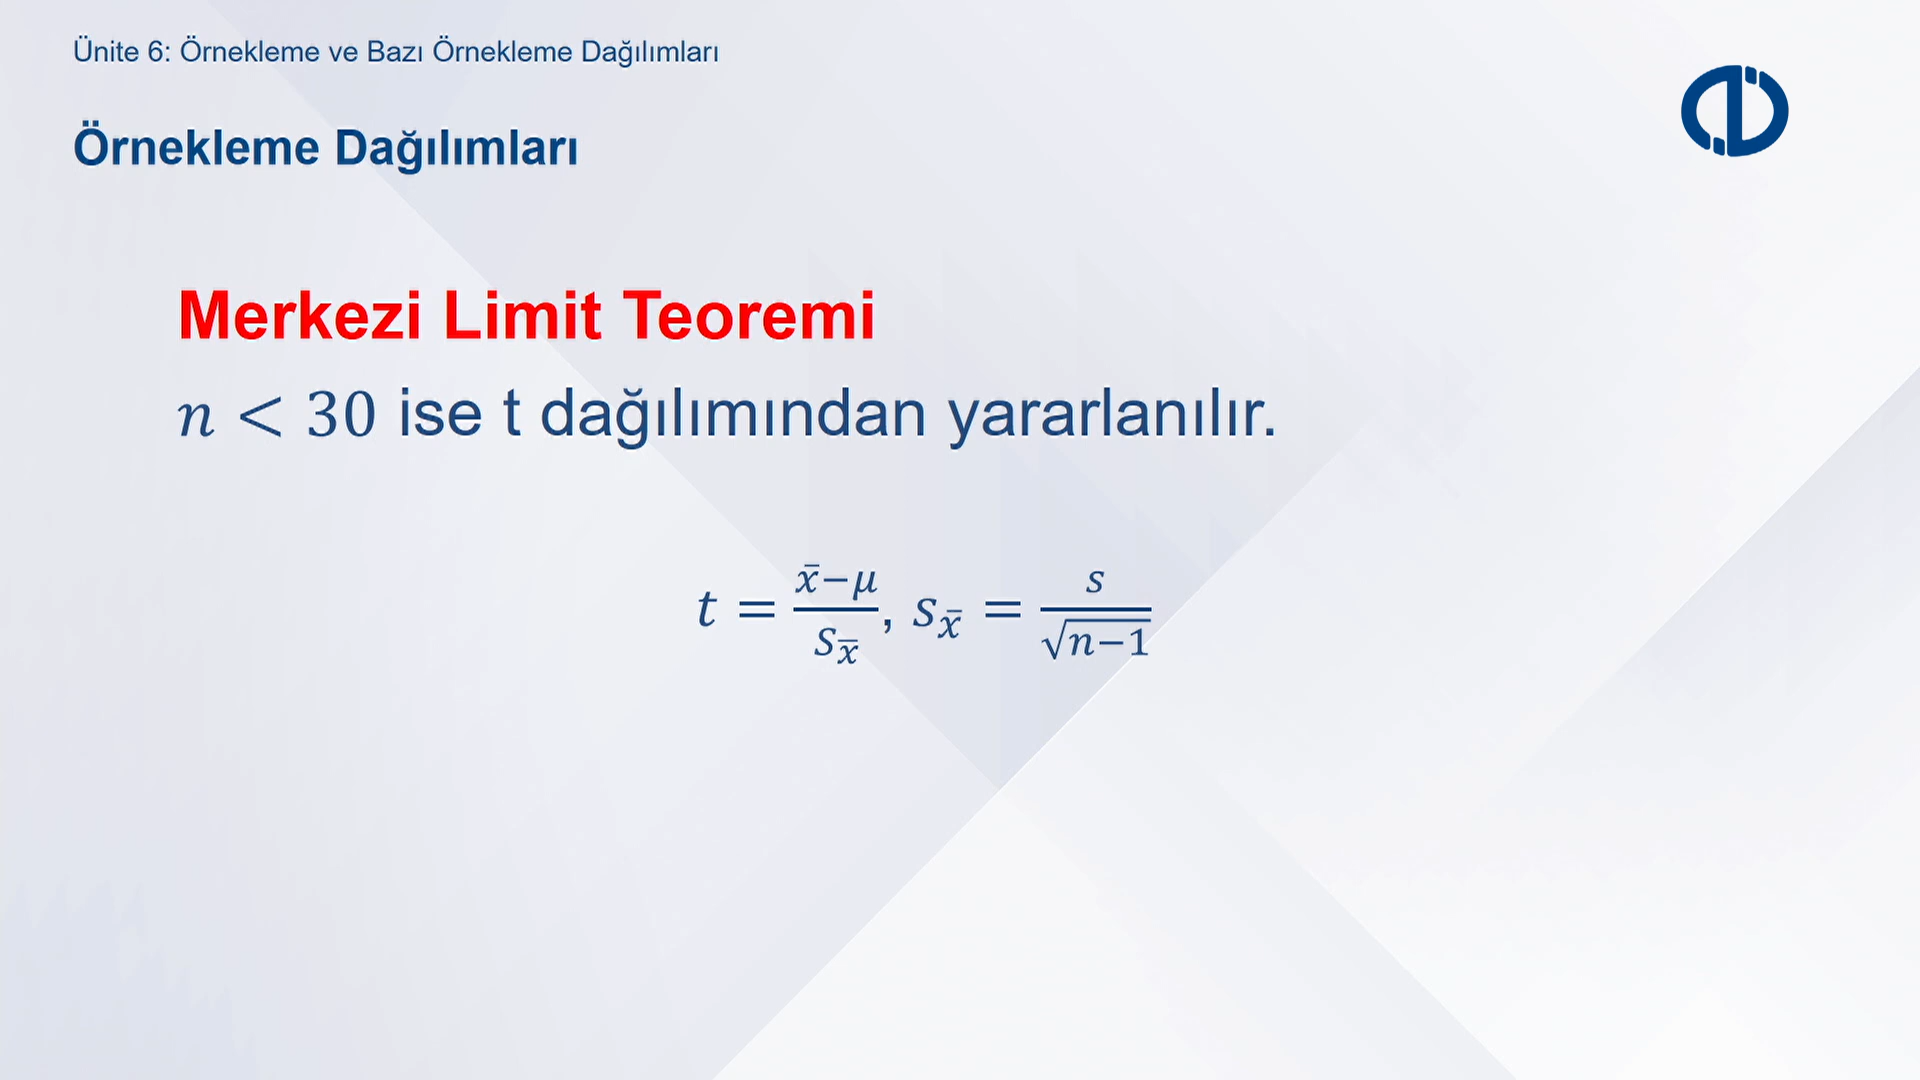 Ünite 6: Örnekleme ve Bazı Örnekleme Dağılımları
Örnekleme Dağılımları
Merkezi Limit Teoremi
n < 30 ise t dağılımından yararlanılır.
t = (x̄−μ)/s_x̄, s_x̄ = s/√(n−1)